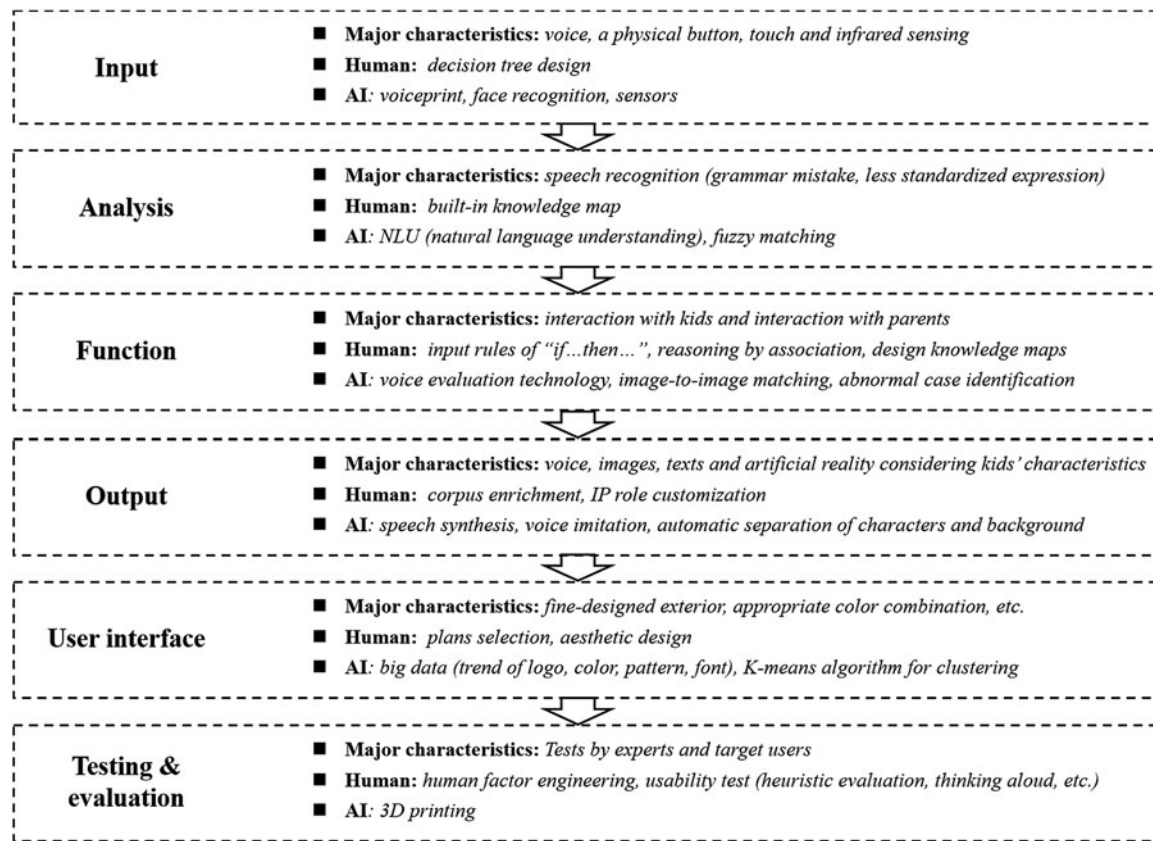 Input
■ Major characteristics: voice, a physical button, touch and infrared sensing
■ Human: decision tree design
■ AI: voiceprint, face recognition, sensors
Analysis
■ Major characteristics: speech recognition (grammar mistake, less standardized expression)
■ Human: built-in knowledge map
■ AI: NLU (natural language understanding), fuzzy matching
Function
■ Major characteristics: interaction with kids and interaction with parents
■ Human: input rules of “if…then…”, reasoning by association, design knowledge maps
■ AI: voice evaluation technology, image-to-image matching, abnormal case identification
Output
■ Major characteristics: voice, images, texts and artificial reality considering kids’ characteristics
■ Human: corpus enrichment, IP role customization
■ AI: speech synthesis, voice imitation, automatic separation of characters and background
User interface
■ Major characteristics: fine-designed exterior, appropriate color combination, etc.
■ Human: plans selection, aesthetic design
■ AI: big data (trend of logo, color, pattern, font), K-means algorithm for clustering
Testing &
evaluation
■ Major characteristics: Tests by experts and target users
■ Human: human factor engineering, usability test (heuristic evaluation, thinking aloud, etc.)
■ AI: 3D printing